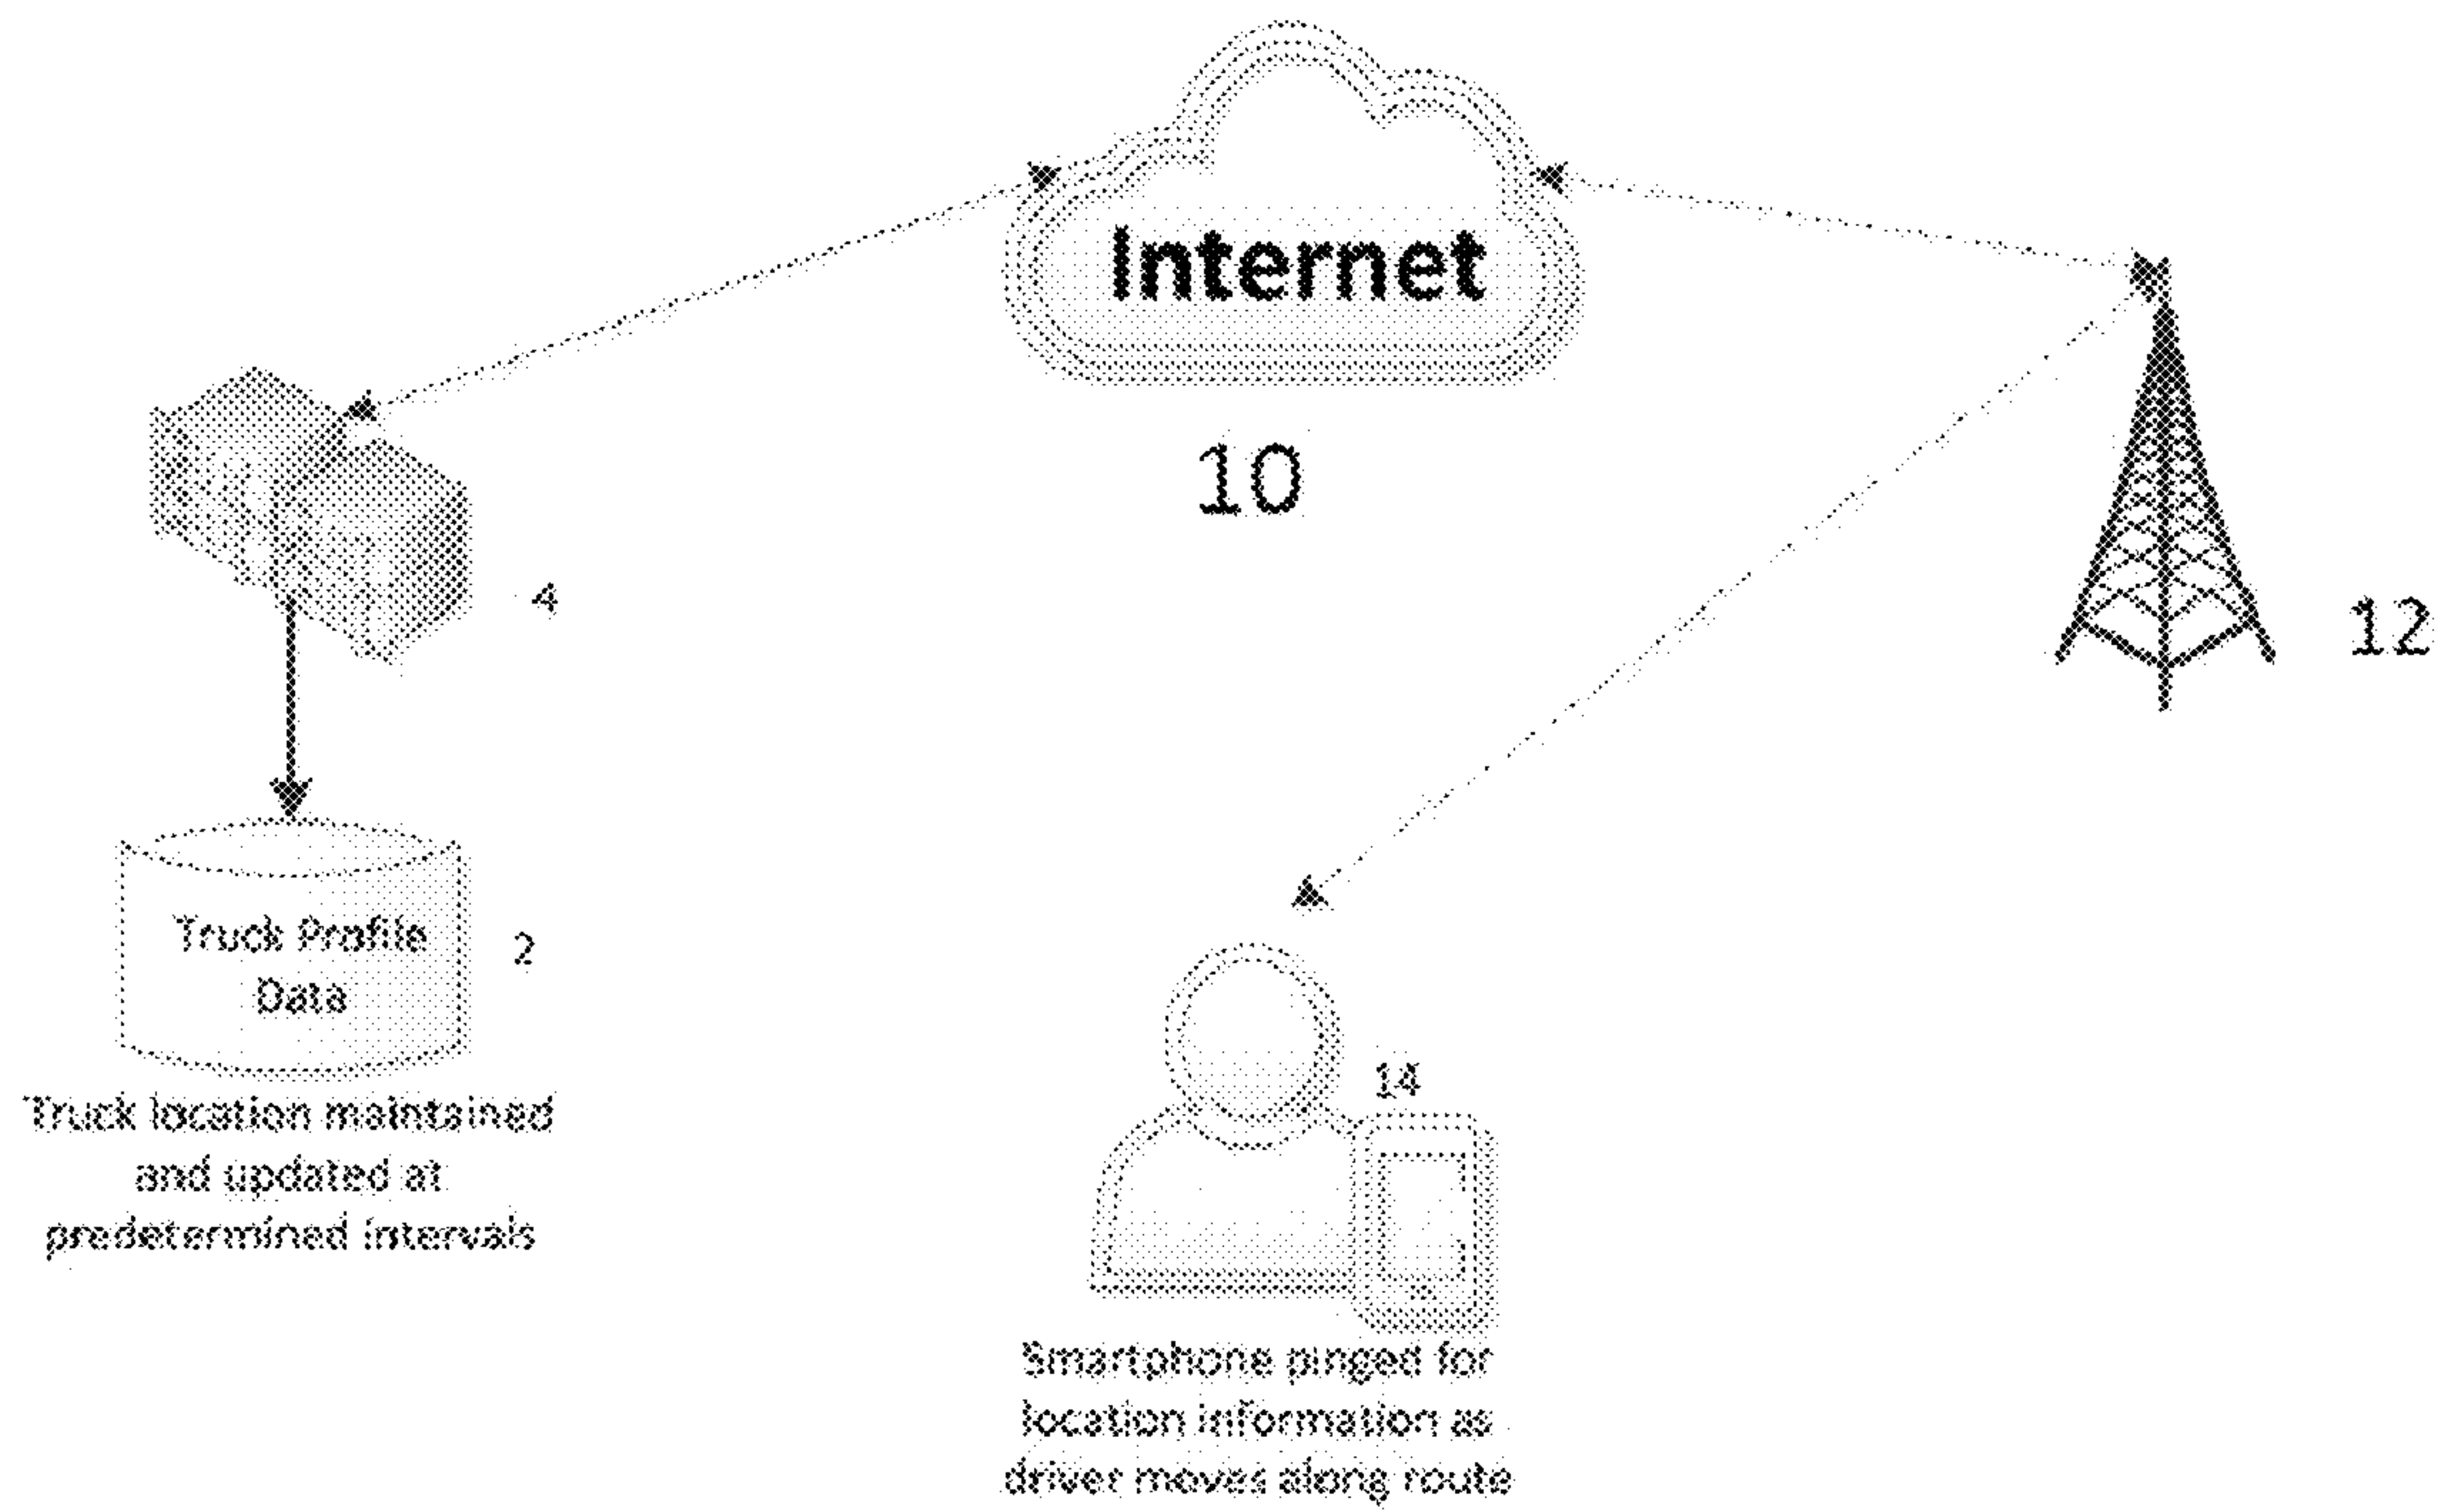 Internet
10
4
12
Truck Profile
Data
2
Truck location maintained
and updated at
predetermined intervals
14
Smartphone pinged for
location information as
driver moves along route